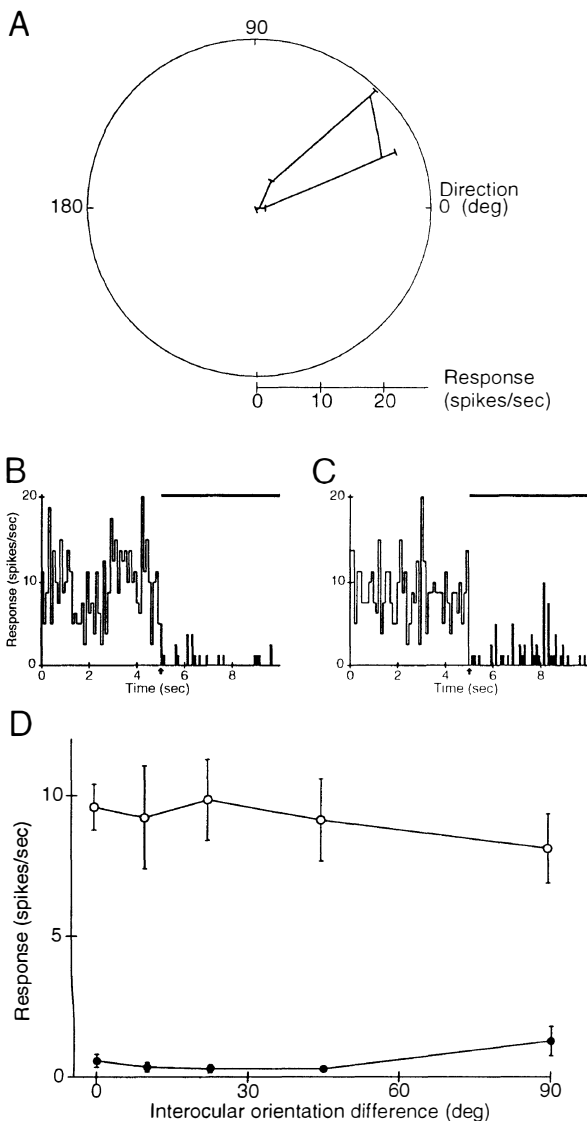 A
90
180
Direction
0 (deg)
Response
0 10 20 (spikes/sec)
B
C
20
10
0
Response (spikes/sec)
0 2 4 6 8
Time (sec)
20
10
0
0 2 4 6 8
Time (sec)
D
10
5
0
Response (spikes/sec)
0 30 60 90
Interocular orientation difference (deg)